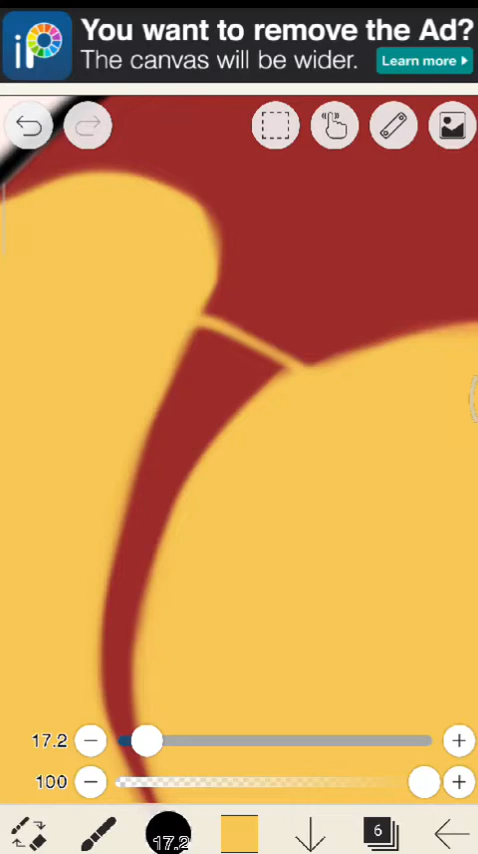 iP
You want to remove the Ad?
The canvas will be wider.
Learn more
17.2
100
17.2
6